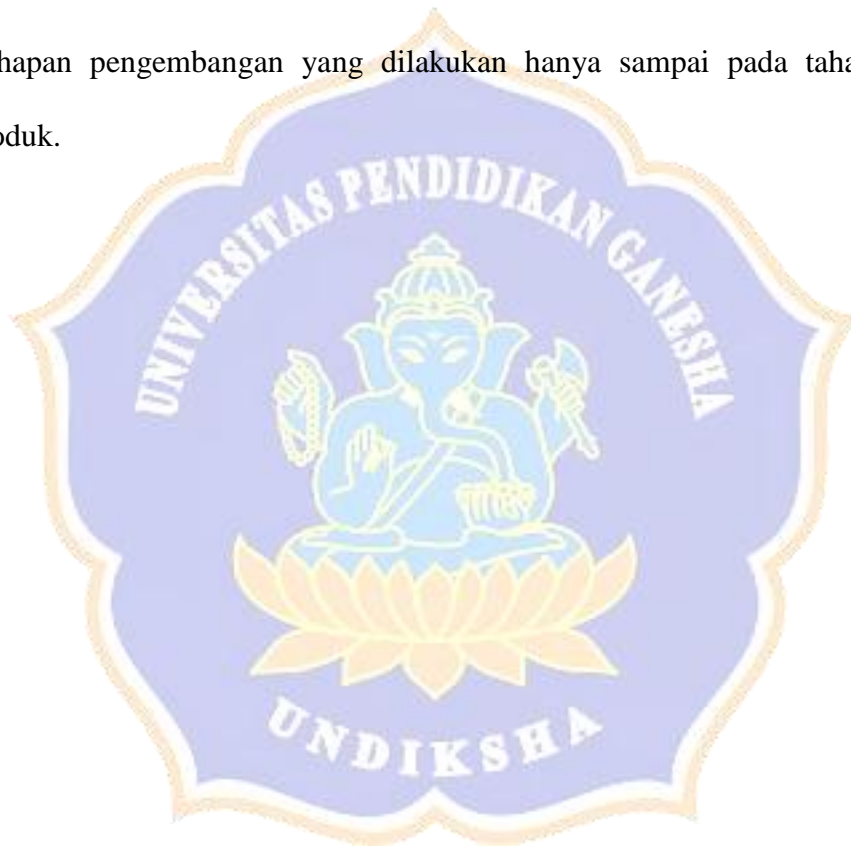 hapan pengembangan yang dilakukan hanya sampai pada taha
oduk.
UNIVERSITAS PENDIDIKAN GANESHA
UNDIKSHA